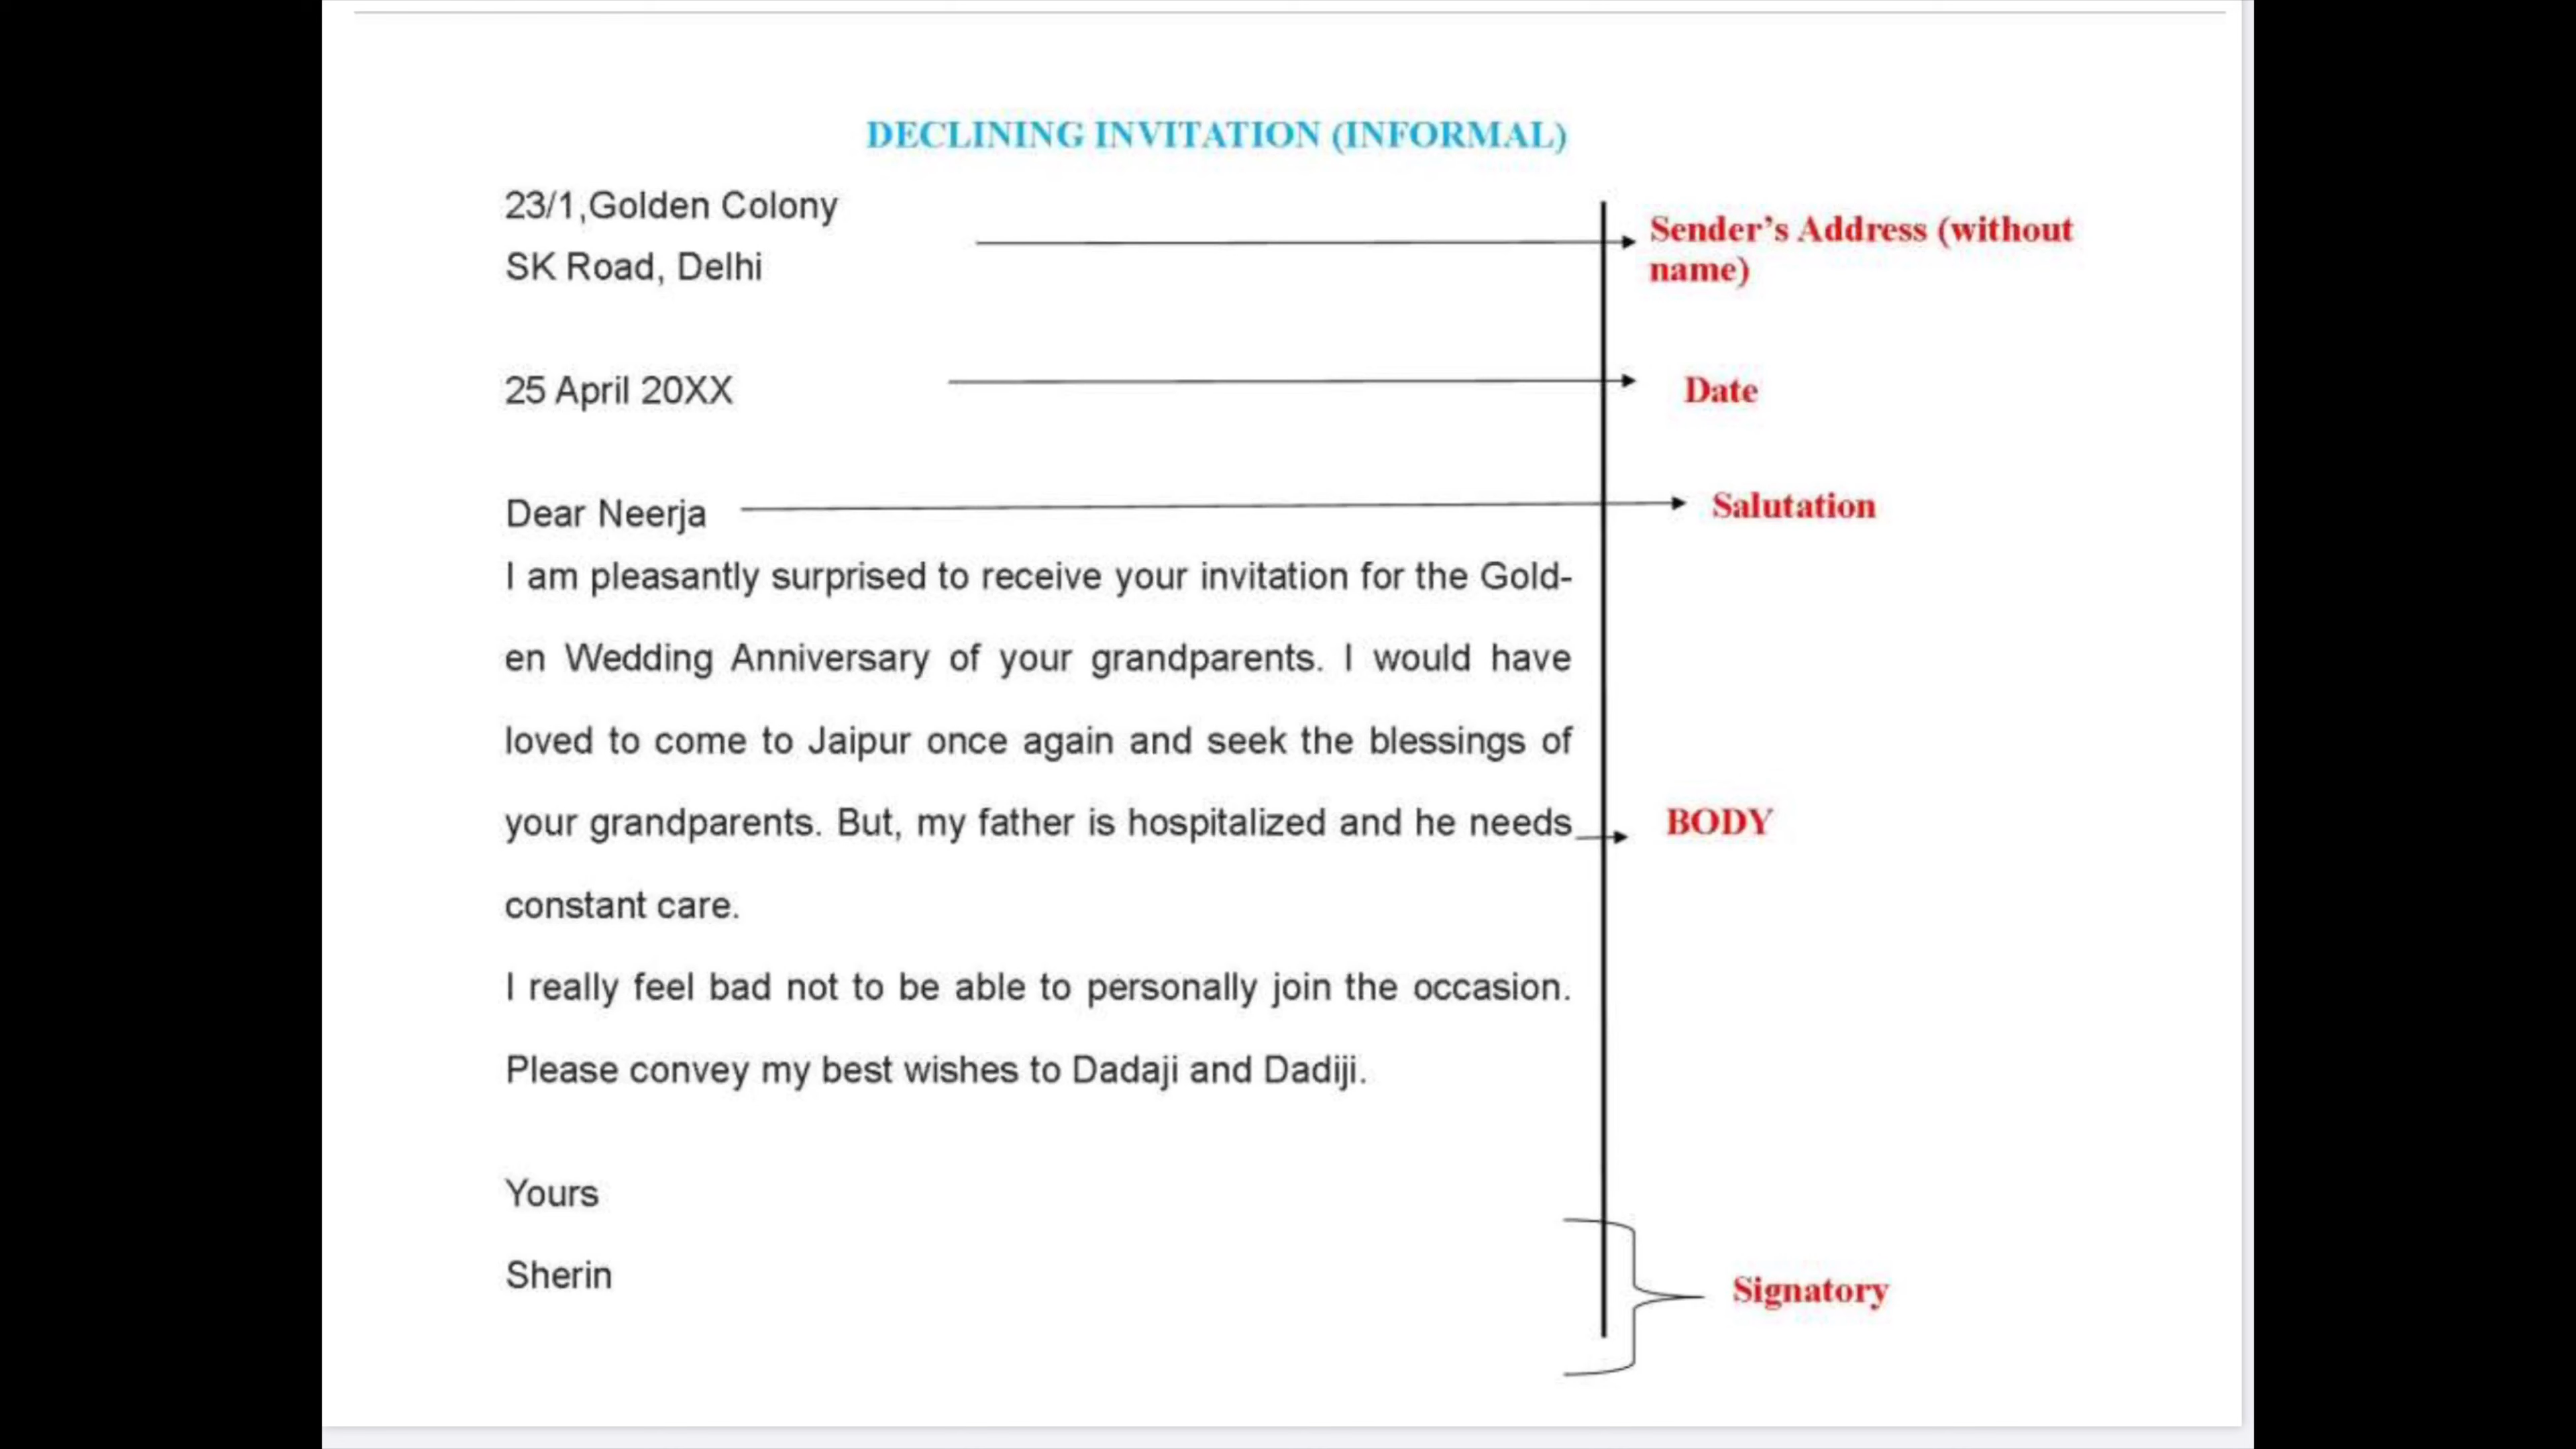 DECLINING INVITATION (INFORMAL)
23/1,Golden Colony
SK Road, Delhi
Sender's Address (without
name)
25 April 20XX
Date
Dear Neerja
Salutation
I am pleasantly surprised to receive your invitation for the Gold-
en Wedding Anniversary of your grandparents. I would have
loved to come to Jaipur once again and seek the blessings of
your grandparents. But, my father is hospitalized and he needs
constant care.
I really feel bad not to be able to personally join the occasion.
Please convey my best wishes to Dadaji and Dadiji.
BODY
Yours
Sherin
Signatory